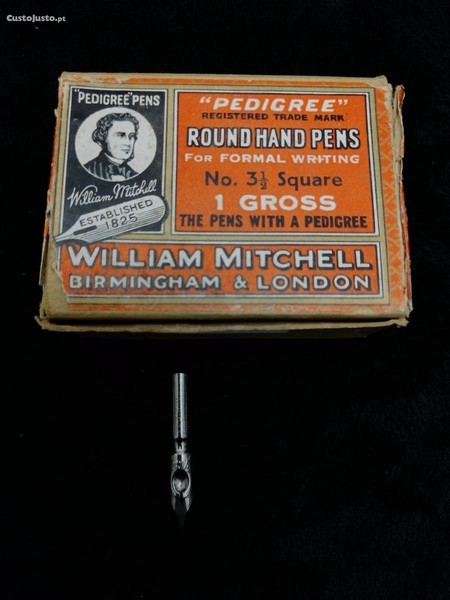 CustoJusto.pt
"PEDIGREE" PENS
William Mitchell
ESTABLISHED
1825
"PEDIGREE"
REGISTERED TRADE MARK
ROUND HAND PENS
FOR FORMAL WRITING
No. 3½ Square
1 GROSS
THE PENS WITH A PEDIGREE
WILLIAM MITCHELL
BIRMINGHAM & LONDON